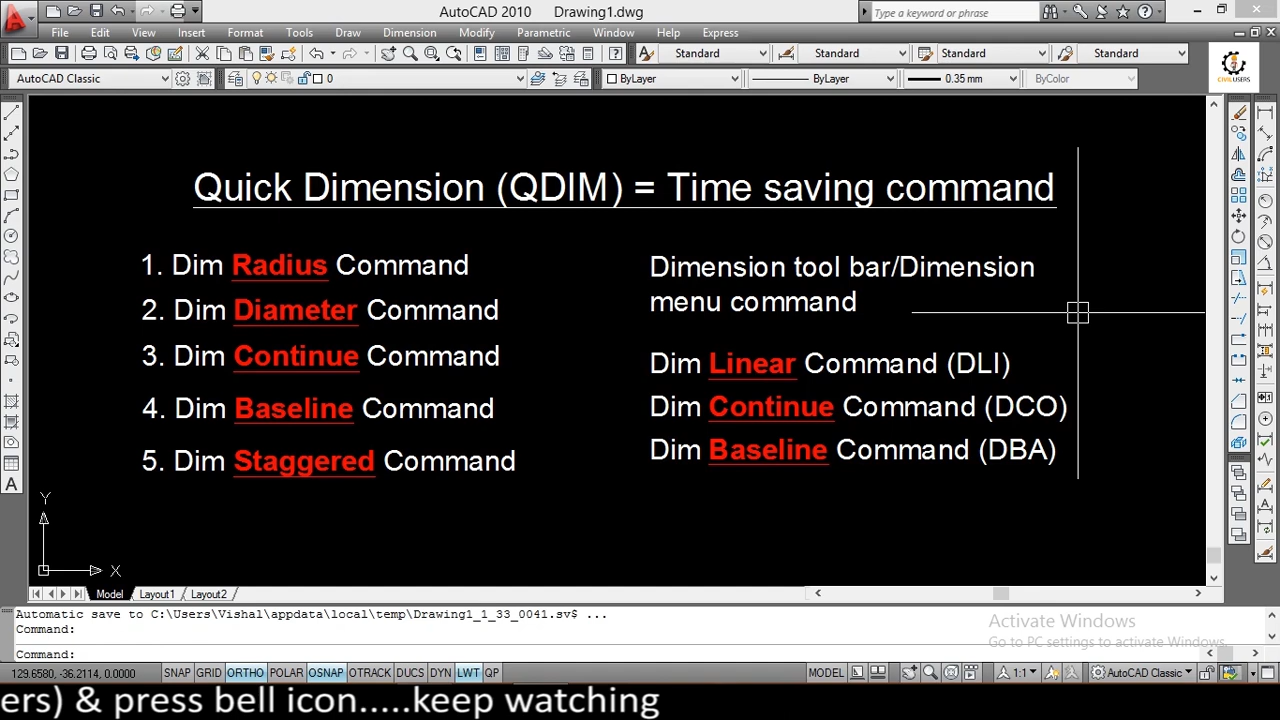 AutoCAD 2010 Drawing1.dwg
Type a keyword or phrase
File Edit View Insert Format Tools Draw Dimension Modify Parametric Window Help Express
Standard Standard Standard Standard
AutoCAD Classic 0 ByLayer ByLayer 0.35 mm ByColor
CIVIL USERS
Quick Dimension (QDIM) = Time saving command
1. Dim Radius Command
2. Dim Diameter Command
3. Dim Continue Command
4. Dim Baseline Command
5. Dim Staggered Command
Dimension tool bar/Dimension
menu command
Dim Linear Command (DLI)
Dim Continue Command (DCO)
Dim Baseline Command (DBA)
Y
X
Model Layout1 Layout2
Automatic save to C:\Users\Vishal\appdata\local\temp\Drawing1_1_33_0041.sv$ ...
Command:
Command:
Activate Windows
Go to PC settings to activate Windows.
129.6580, -36.2114, 0.0000 SNAP GRID ORTHO POLAR OSNAP OTRACK DUCS DYN LWT QP MODEL 1:1 AutoCAD Classic
ers) & press bell icon.....keep watching